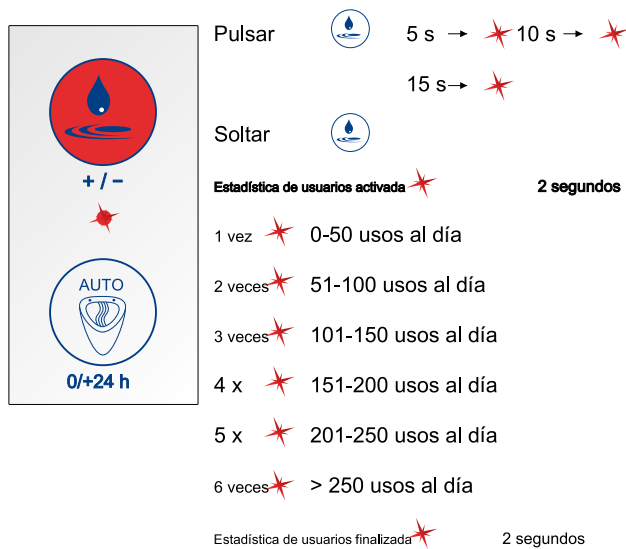 Pulsar 5 s → 10 s →
15 s →
Soltar
+ / −
Estadística de usuarios activada 2 segundos
1 vez 0-50 usos al día
2 veces 51-100 usos al día
3 veces 101-150 usos al día
4 x 151-200 usos al día
5 x 201-250 usos al día
6 veces > 250 usos al día
Estadística de usuarios finalizada 2 segundos
AUTO
0/+24 h